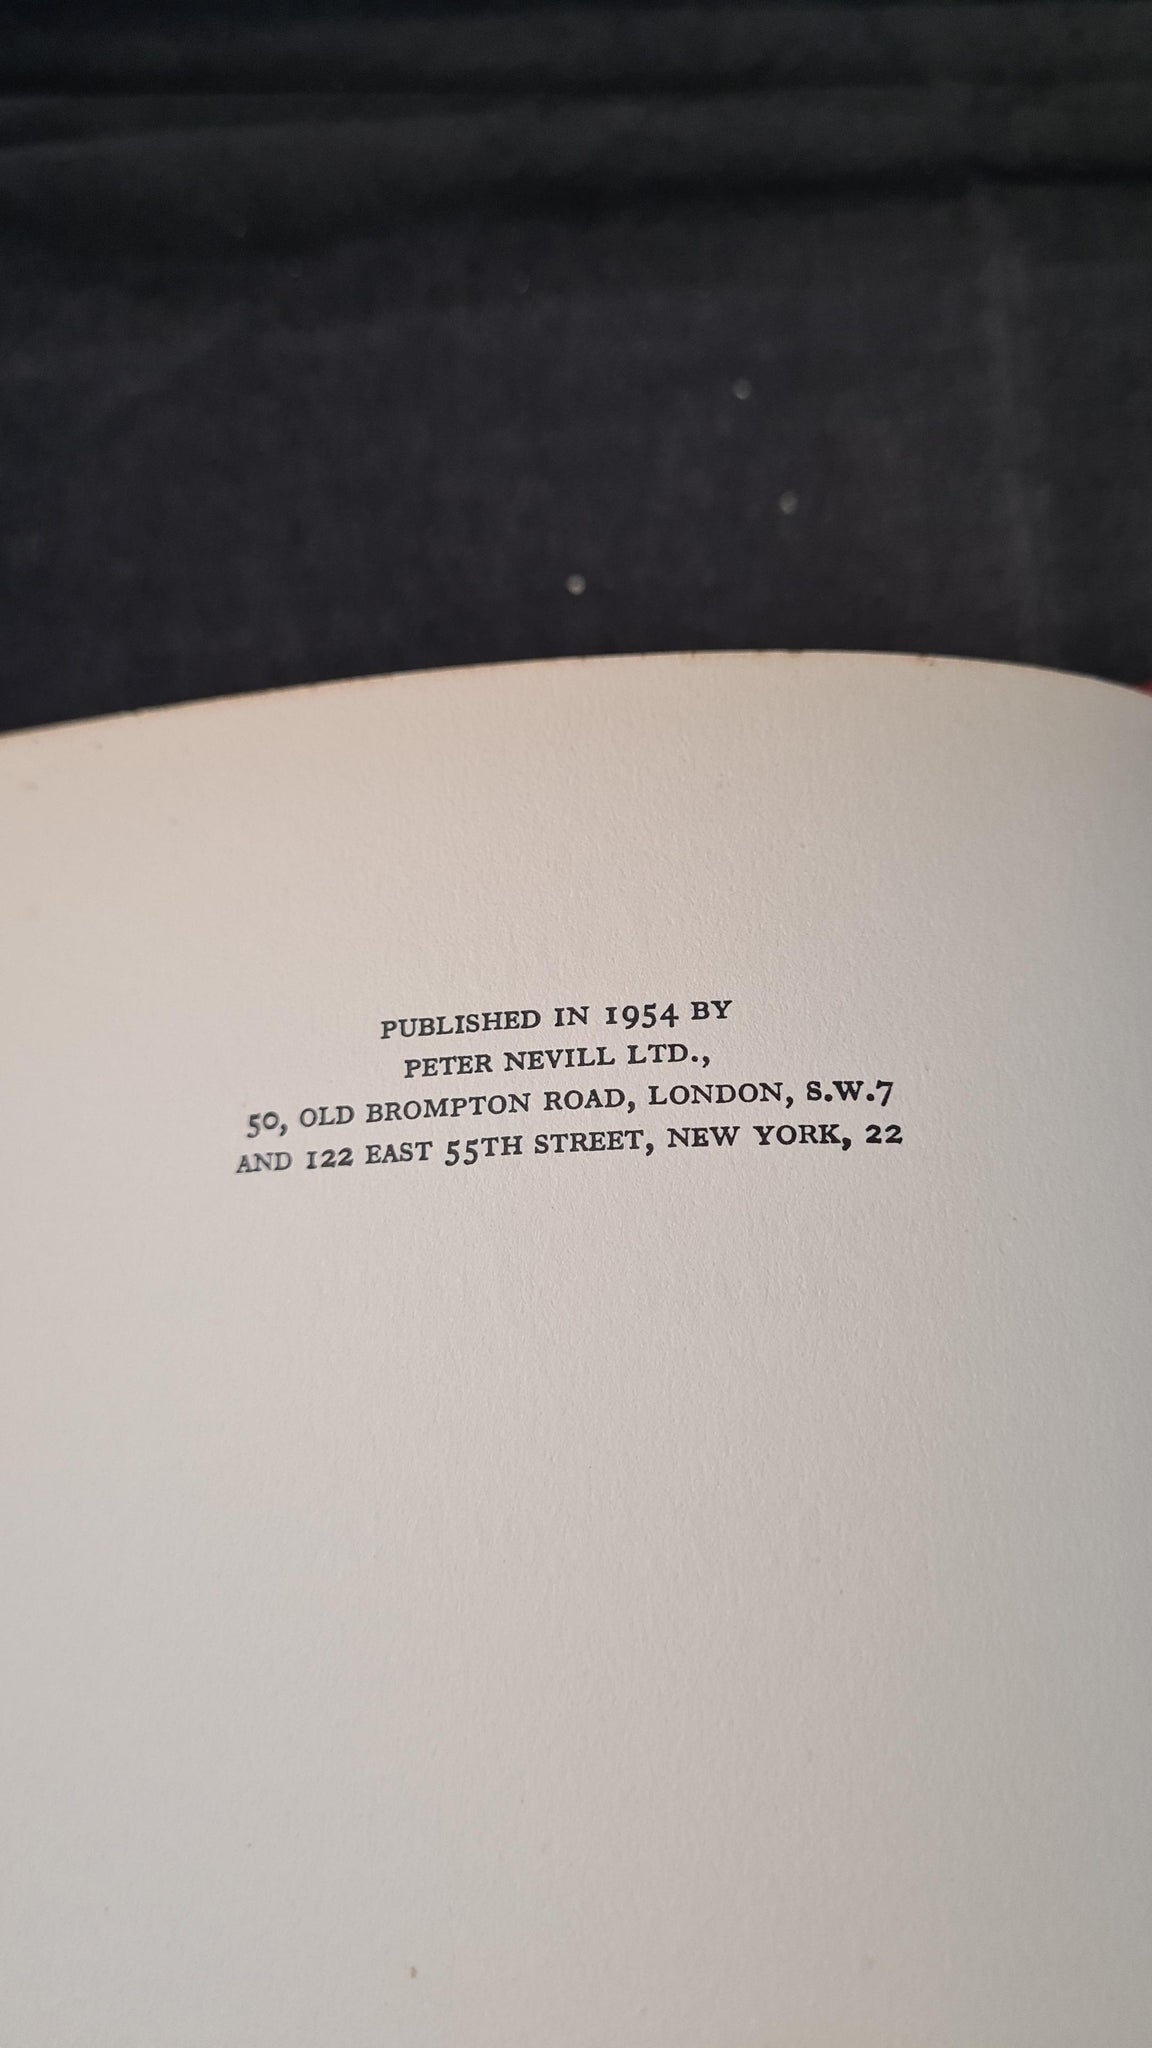 PUBLISHED IN 1954 BY
PETER NEVILL LTD.,
50, OLD BROMPTON ROAD, LONDON, S.W.7
AND 122 EAST 55TH STREET, NEW YORK, 22